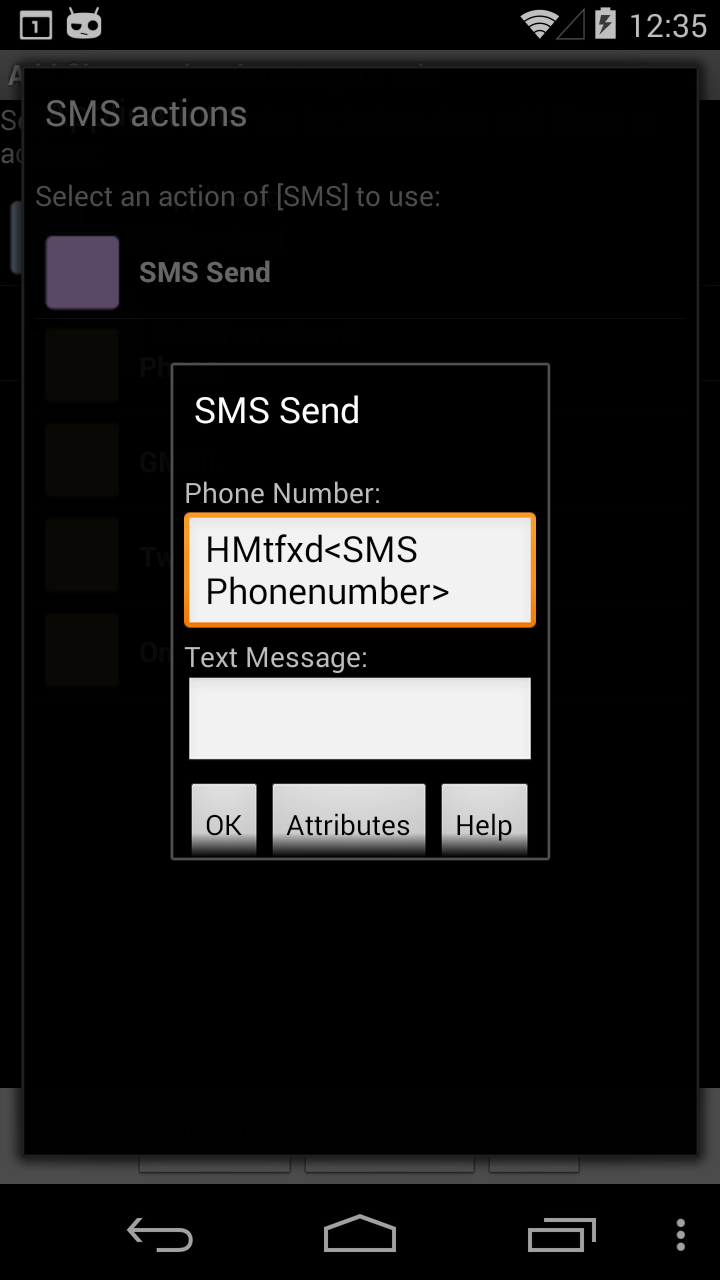 1
12:35
SMS actions
Select an action of [SMS] to use:
SMS Send
SMS Send
Phone Number:
HMtfxd<SMS
Phonenumber>
Text Message:
OK Attributes Help